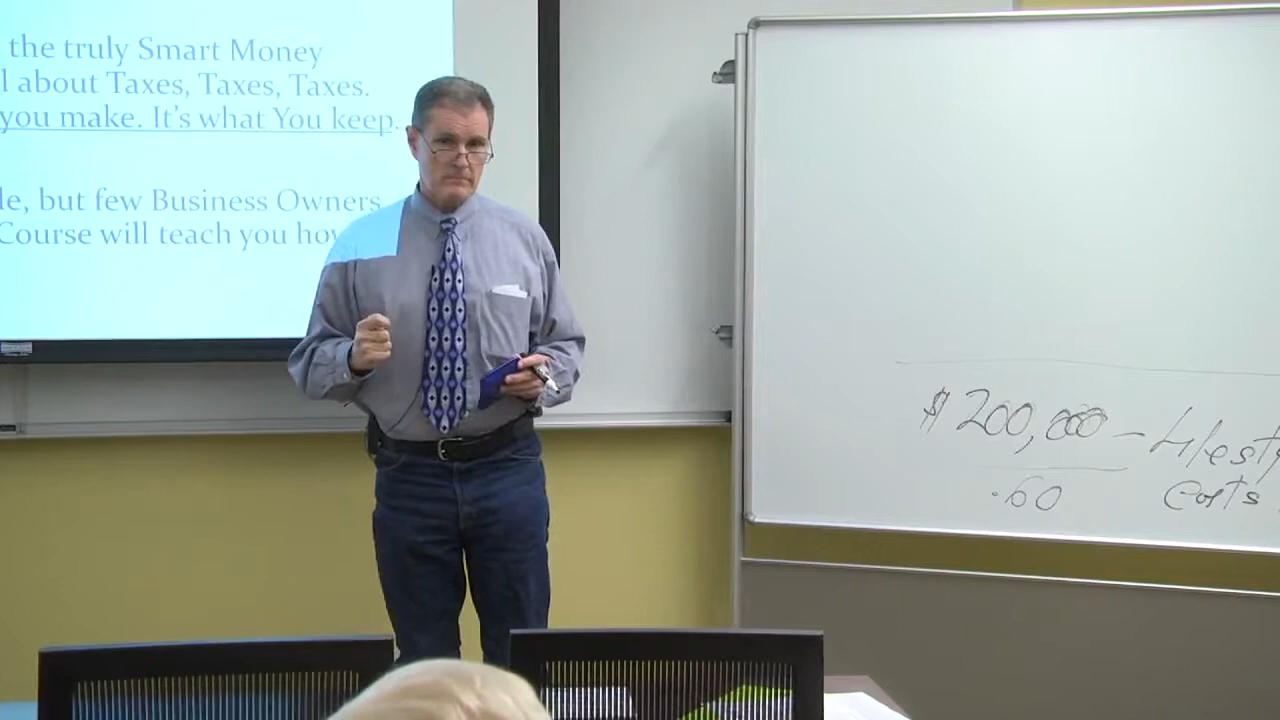 the truly Smart Money
l about Taxes, Taxes, Taxes.
you make. It's what You keep.
le, but few Business Owners
Course will teach you how
$200,000 – Lifesty
.60 costs